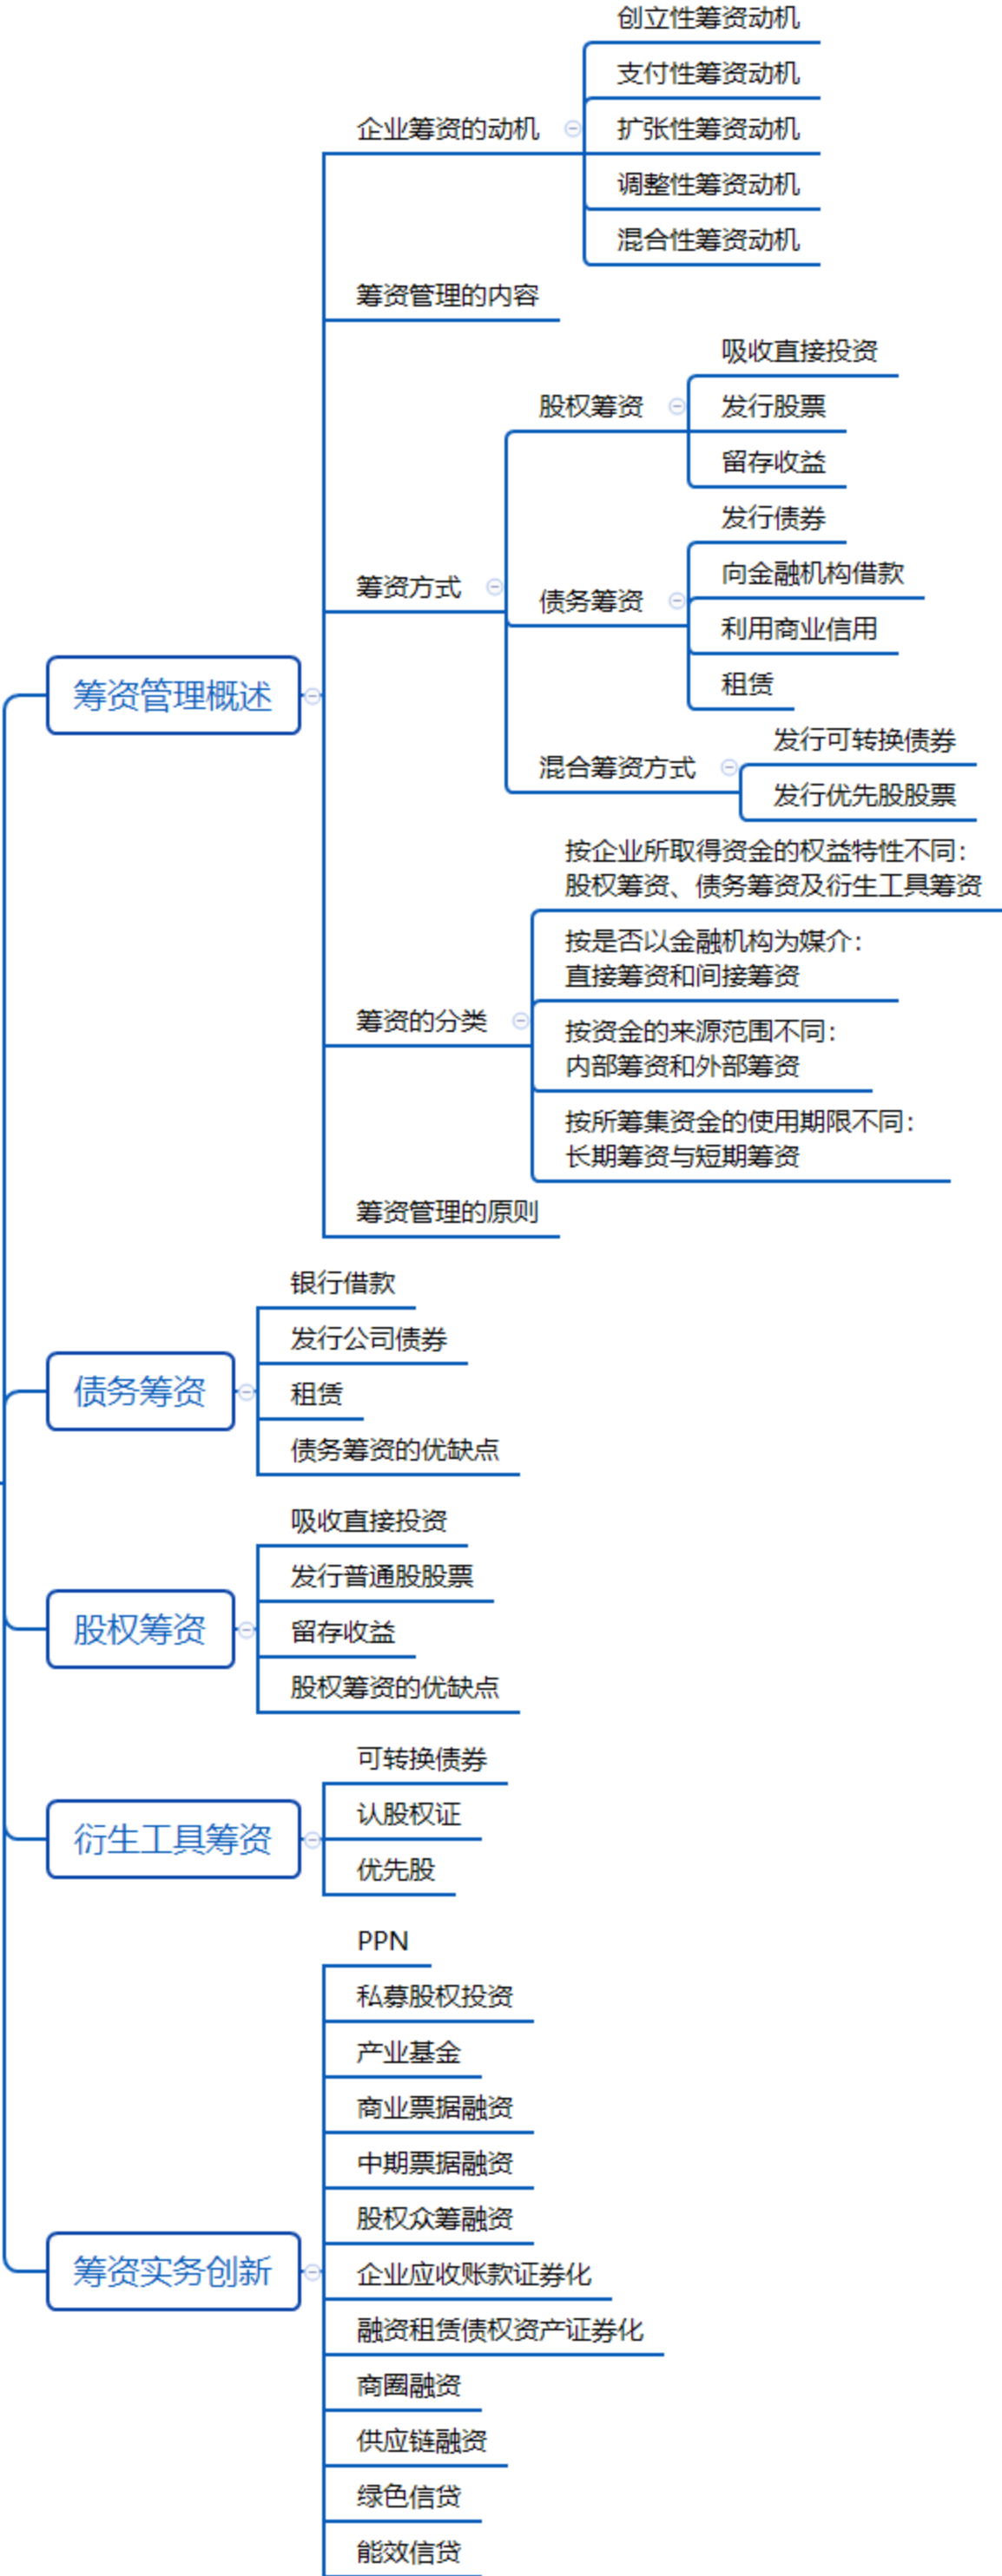 创立性筹资动机
支付性筹资动机
企业筹资的动机
扩张性筹资动机
调整性筹资动机
混合性筹资动机
筹资管理的内容
吸收直接投资
股权筹资
发行股票
留存收益
发行债券
筹资方式
债务筹资
向金融机构借款
利用商业信用
租赁
筹资管理概述
发行可转换债券
混合筹资方式
发行优先股股票
按企业所取得资金的权益特性不同：
股权筹资、债务筹资及衍生工具筹资
按是否以金融机构为媒介：
直接筹资和间接筹资
筹资的分类
按资金的来源范围不同：
内部筹资和外部筹资
按所筹集资金的使用期限不同：
长期筹资与短期筹资
筹资管理的原则
银行借款
发行公司债券
债务筹资
租赁
债务筹资的优缺点
吸收直接投资
发行普通股股票
股权筹资
留存收益
股权筹资的优缺点
可转换债券
认股权证
衍生工具筹资
优先股
PPN
私募股权投资
产业基金
商业票据融资
中期票据融资
股权众筹融资
筹资实务创新
企业应收账款证券化
融资租赁债权资产证券化
商圈融资
供应链融资
绿色信贷
能效信贷